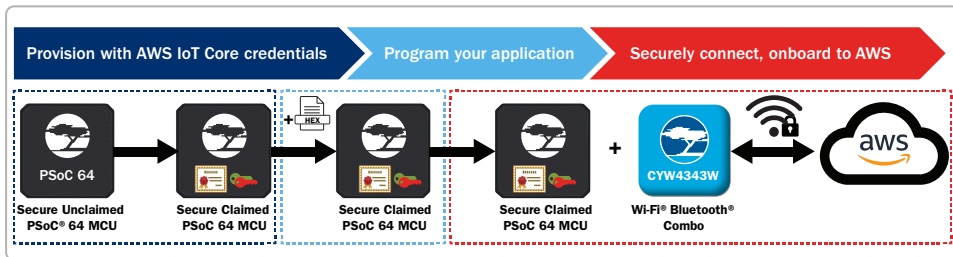 Provision with AWS IoT Core credentials
Program your application
Securely connect, onboard to AWS
PSoC 64
+
HEX
+
CYW4343W
aws
Secure Unclaimed
PSoC® 64 MCU
Secure Claimed
PSoC 64 MCU
Secure Claimed
PSoC 64 MCU
Secure Claimed
PSoC 64 MCU
Wi-Fi® Bluetooth®
Combo